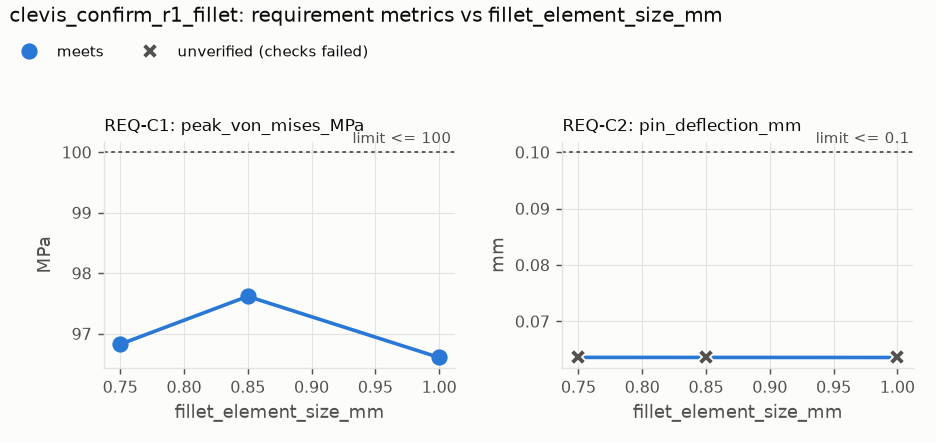 clevis_confirm_r1_fillet: requirement metrics vs fillet_element_size_mm
meets
unverified (checks failed)
REQ-C1: peak_von_mises_MPa
limit <= 100
100
99
98
97
MPa
0.75
0.80
0.85
0.90
0.95
1.00
fillet_element_size_mm
REQ-C2: pin_deflection_mm
limit <= 0.1
0.10
0.09
0.08
0.07
mm
0.75
0.80
0.85
0.90
0.95
1.00
fillet_element_size_mm